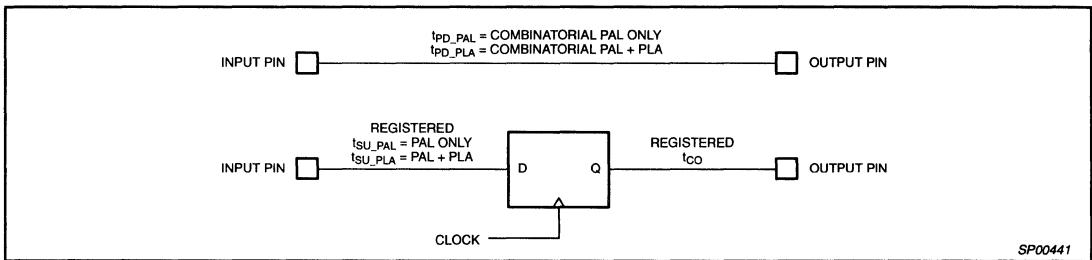 tPD_PAL = COMBINATORIAL PAL ONLY
tPD_PLA = COMBINATORIAL PAL + PLA
INPUT PIN
OUTPUT PIN
REGISTERED
tSU_PAL = PAL ONLY
tSU_PLA = PAL + PLA
INPUT PIN
D
Q
REGISTERED
tCO
OUTPUT PIN
CLOCK
SP00441